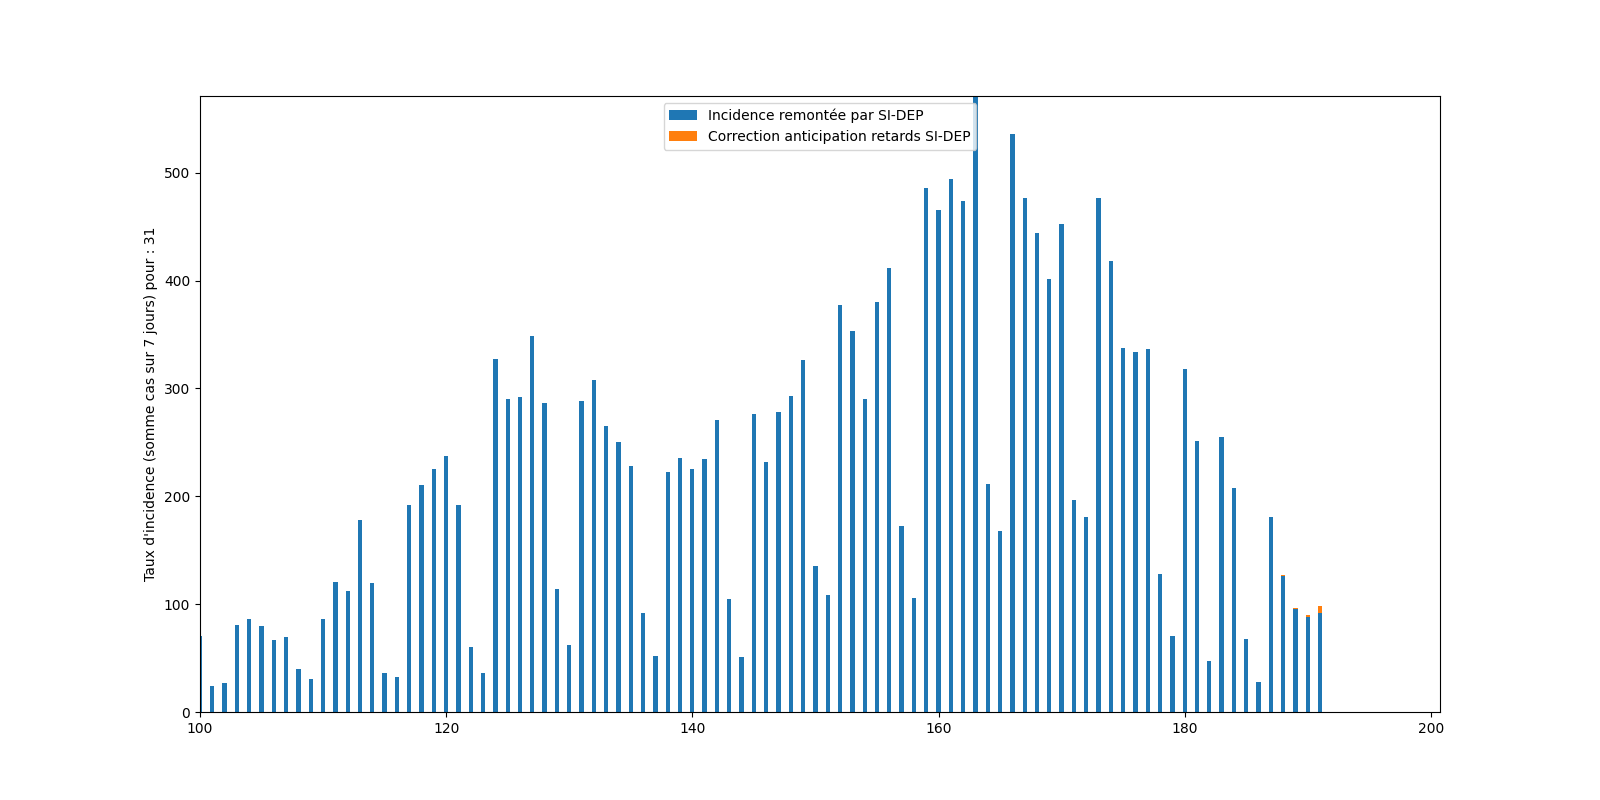 Incidence remontée par SI-DEP
Correction anticipation retards SI-DEP
Taux d'incidence (somme cas sur 7 jours) pour : 31
500
400
300
200
100
0
100 120 140 160 180 200